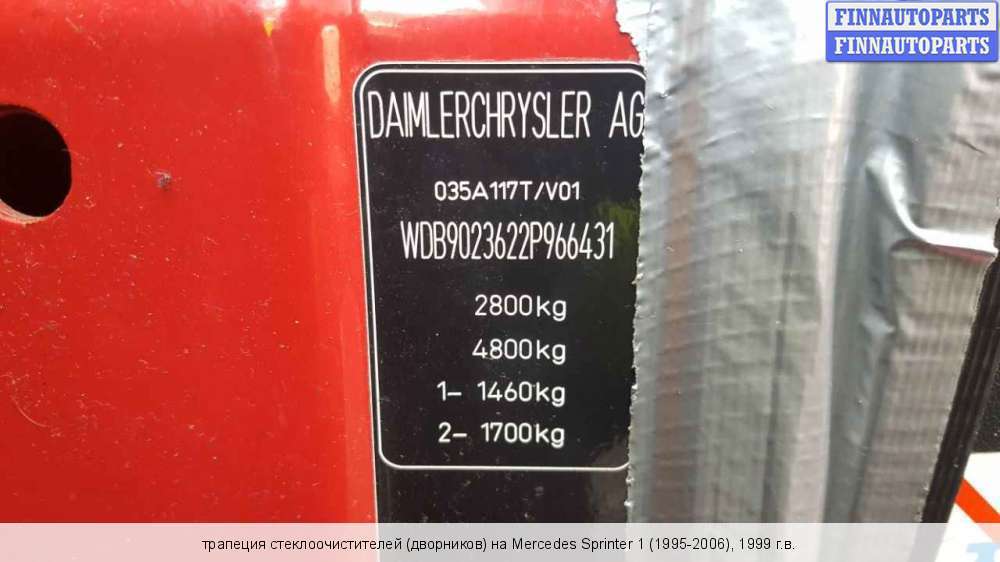 FINNAUTOPARTS
FINNAUTOPARTS
DAIMLERCHRYSLER AG
035A117T/V01
WDB9023622P966431
2800kg
4800kg
1- 1460kg
2- 1700kg
трапеция стеклоочистителей (дворников) на Mercedes Sprinter 1 (1995-2006), 1999 г.в.